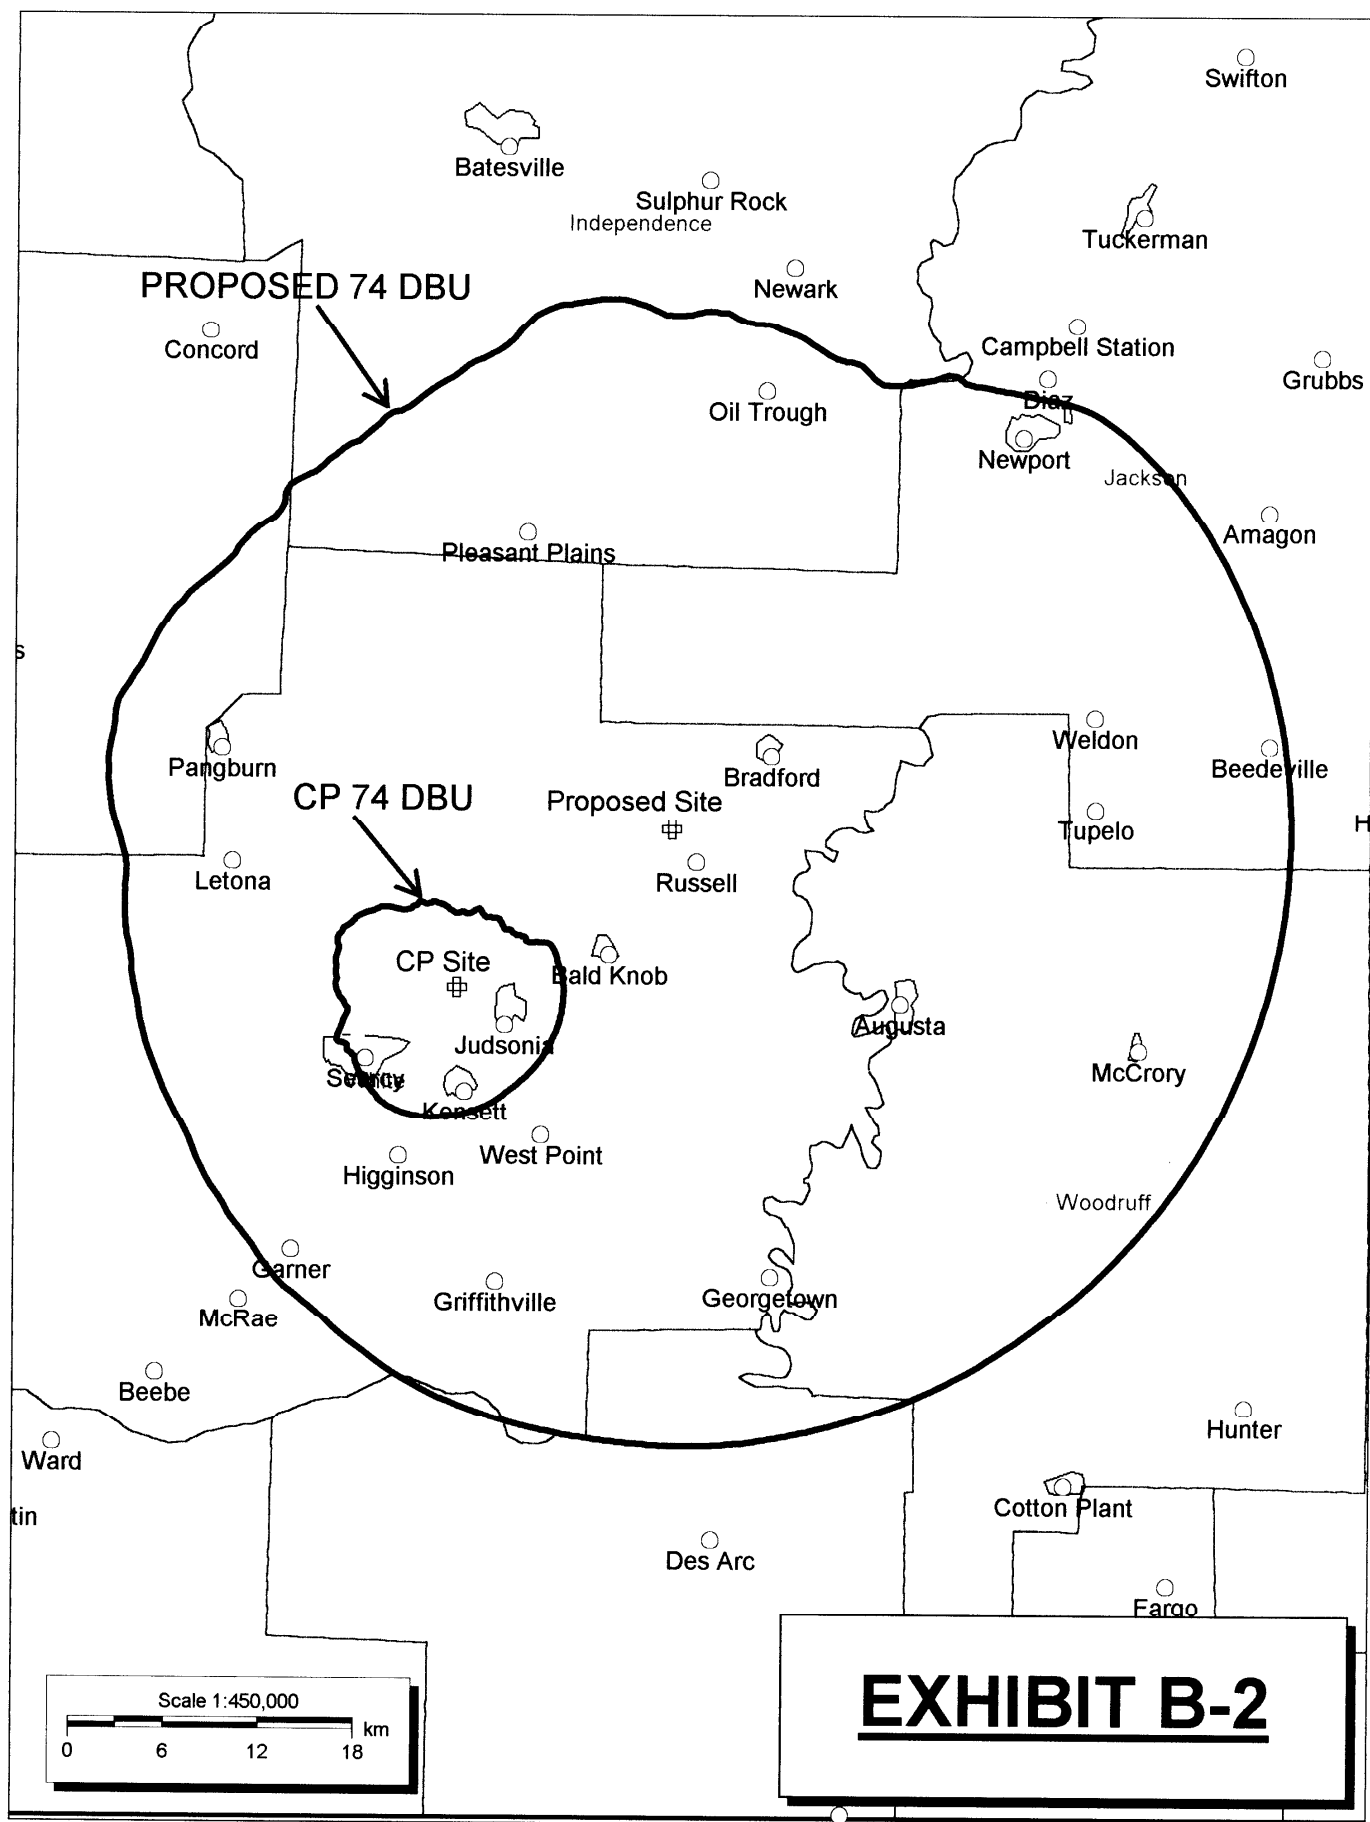 Swifton
Batesville
Sulphur Rock
Independence
Tuckerman
Newark
PROPOSED 74 DBU
Concord
Campbell Station
Grubbs
Diaz
Oil Trough
Newport
Jackson
Amagon
Pleasant Plains
s
Weldon
Pangburn
Bradford
Beedeville
CP 74 DBU
Proposed Site
Tupelo
H
Letona
Russell
CP Site
Bald Knob
Augusta
Judsonia
McCrory
Searcy
White
Kensett
West Point
Higginson
Woodruff
Garner
Griffithville
Georgetown
McRae
Beebe
Hunter
Ward
Cotton Plant
tin
Des Arc
Fargo
EXHIBIT B-2
Scale 1:450,000
km
0 6 12 18